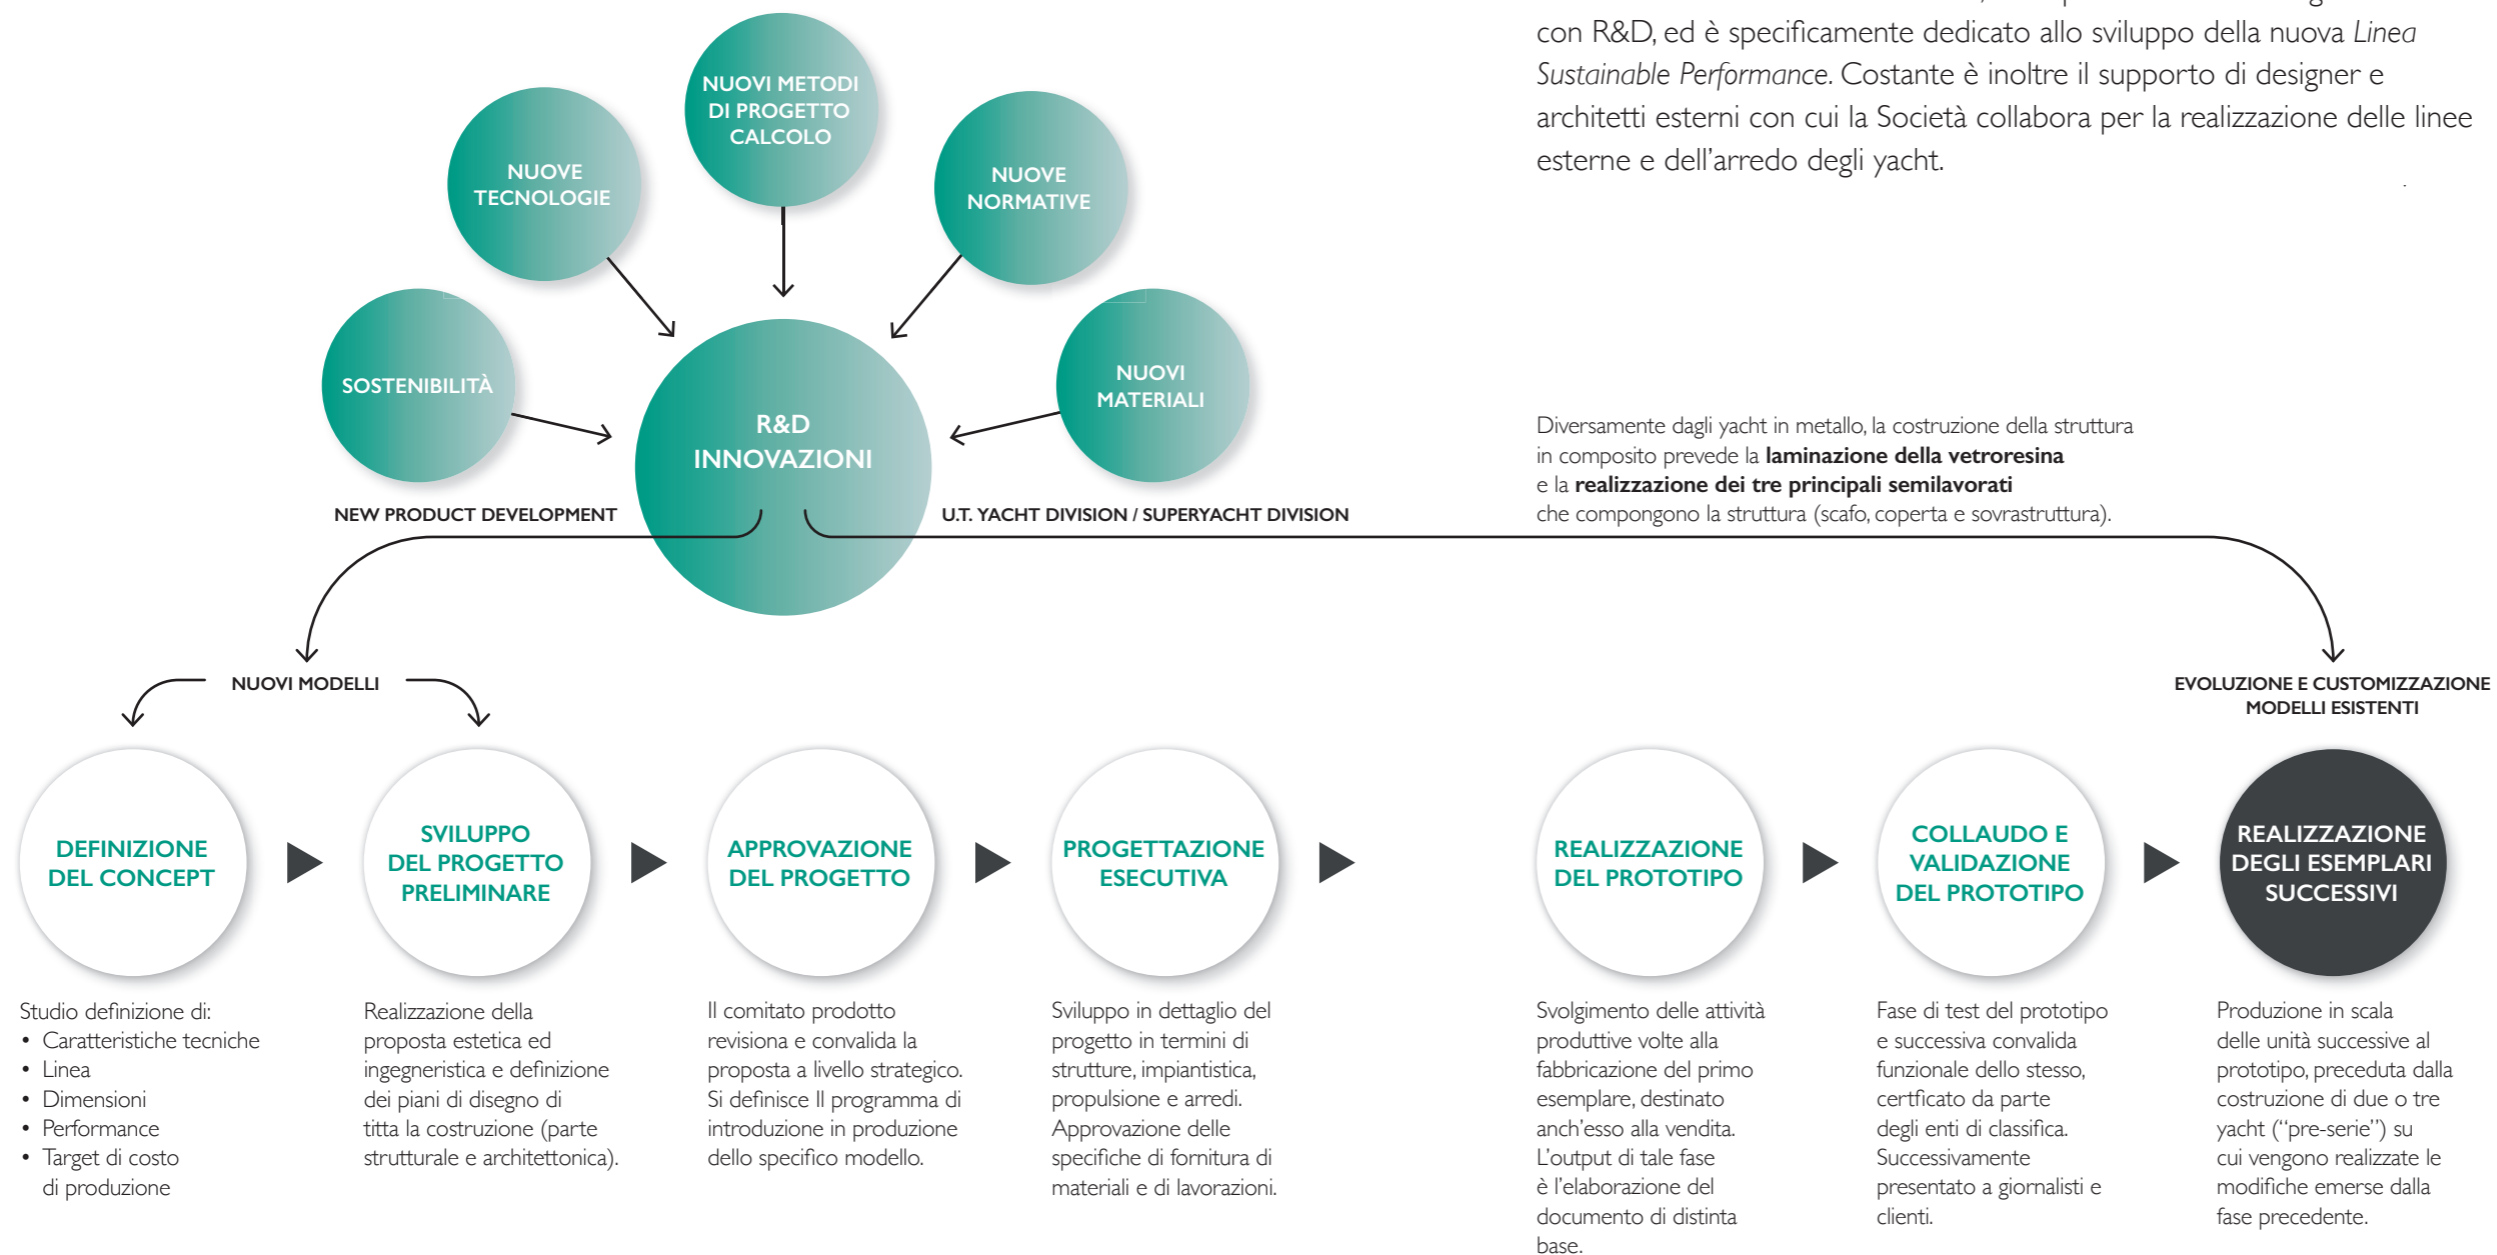 con R&D, ed è specificamente dedicato allo sviluppo della nuova Linea
Sustainable Performance. Costante è inoltre il supporto di designer e
architetti esterni con cui la Società collabora per la realizzazione delle linee
esterne e dell’arredo degli yacht.
NUOVI METODI
DI PROGETTO
CALCOLO
NUOVE
TECNOLOGIE
NUOVE
NORMATIVE
SOSTENIBILITÀ
NUOVI
MATERIALI
R&D
INNOVAZIONI
Diversamente dagli yacht in metallo, la costruzione della struttura
in composito prevede la laminazione della vetroresina
e la realizzazione dei tre principali semilavorati
che compongono la struttura (scafo, coperta e sovrastruttura).
NEW PRODUCT DEVELOPMENT
U.T. YACHT DIVISION / SUPERYACHT DIVISION
NUOVI MODELLI
EVOLUZIONE E CUSTOMIZZAZIONE
MODELLI ESISTENTI
DEFINIZIONE
DEL CONCEPT
SVILUPPO
DEL PROGETTO
PRELIMINARE
APPROVAZIONE
DEL PROGETTO
PROGETTAZIONE
ESECUTIVA
REALIZZAZIONE
DEL PROTOTIPO
COLLAUDO E
VALIDAZIONE
DEL PROTOTIPO
REALIZZAZIONE
DEGLI ESEMPLARI
SUCCESSIVI
Studio definizione di:
• Caratteristiche tecniche
• Linea
• Dimensioni
• Performance
• Target di costo
di produzione
Realizzazione della
proposta estetica ed
ingegneristica e definizione
dei piani di disegno di
titta la costruzione (parte
strutturale e architettonica).
Il comitato prodotto
revisiona e convalida la
proposta a livello strategico.
Si definisce Il programma di
introduzione in produzione
dello specifico modello.
Sviluppo in dettaglio del
progetto in termini di
strutture, impiantistica,
propulsione e arredi.
Approvazione delle
specifiche di fornitura di
materiali e di lavorazioni.
Svolgimento delle attività
produttive volte alla
fabbricazione del primo
esemplare, destinato
anch’esso alla vendita.
L’output di tale fase
è l’elaborazione del
documento di distinta
base.
Fase di test del prototipo
e successiva convalida
funzionale dello stesso,
certficato da parte
degli enti di classifica.
Successivamente
presentato a giornalisti e
clienti.
Produzione in scala
delle unità successive al
prototipo, preceduta dalla
costruzione di due o tre
yacht (“pre-serie”) su
cui vengono realizzate le
modifiche emerse dalla
fase precedente.